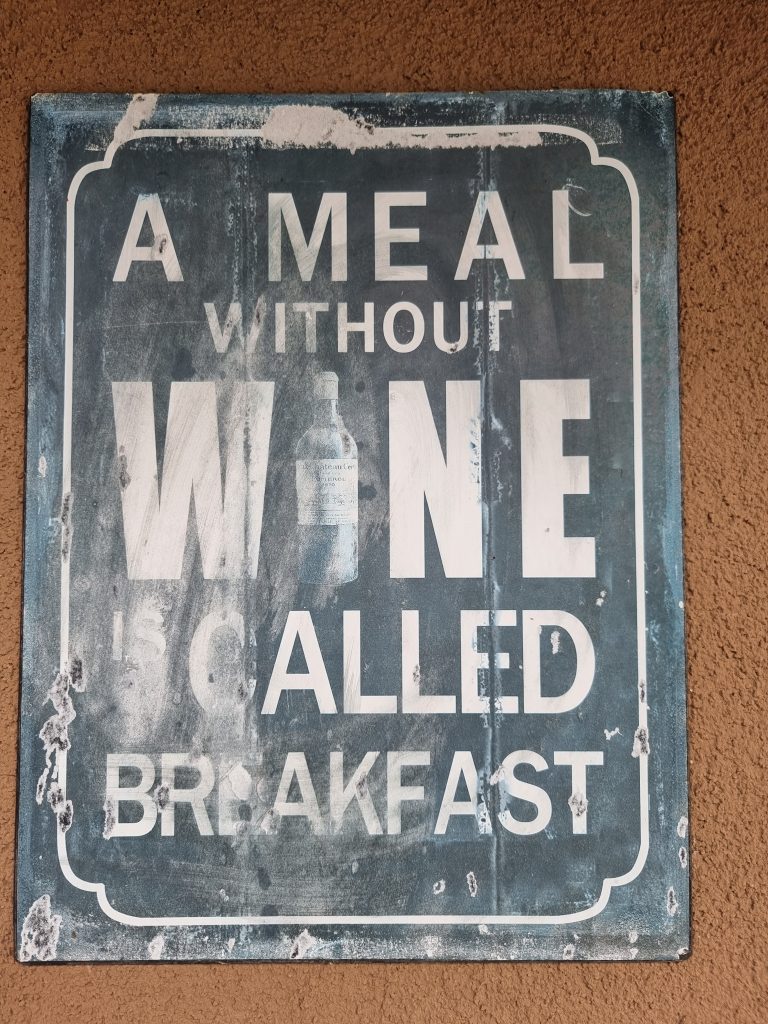 A MEAL
WITHOUT
WINE
IS CALLED
BREAKFAST